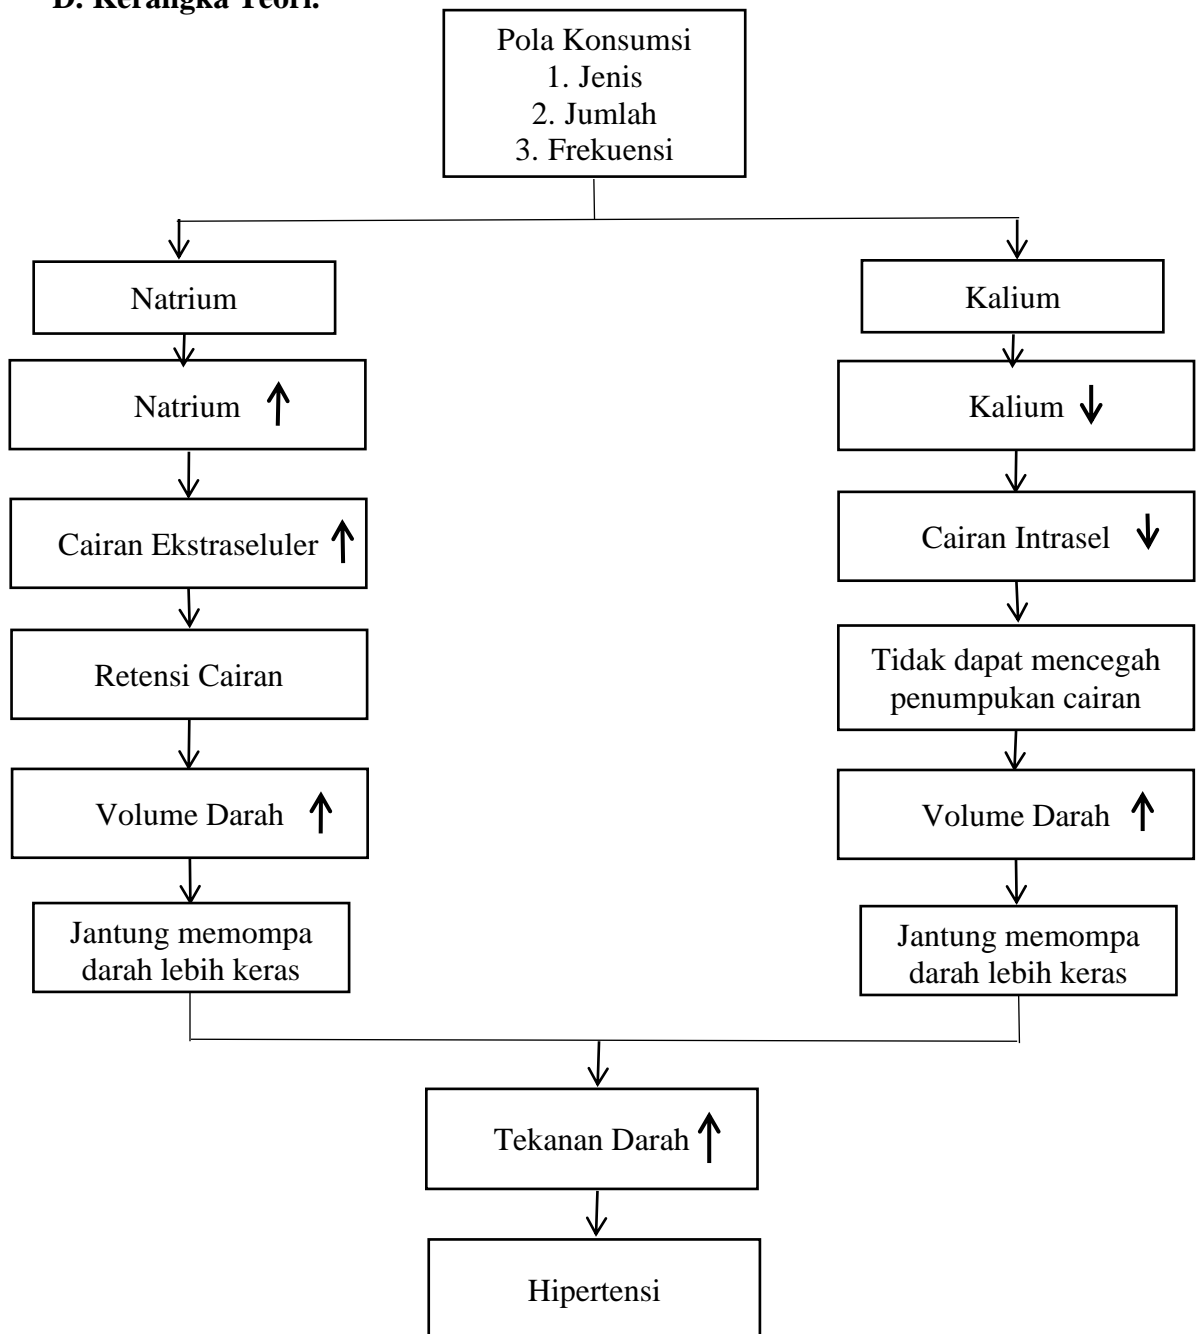 D. Kerangka Teori.
Pola Konsumsi
1. Jenis
2. Jumlah
3. Frekuensi
Natrium
Kalium
Natrium
Kalium
Cairan Ekstraseluler
Cairan Intrasel
Retensi Cairan
Tidak dapat mencegah
penumpukan cairan
Volume Darah
Volume Darah
Jantung memompa
darah lebih keras
Jantung memompa
darah lebih keras
Tekanan Darah
Hipertensi